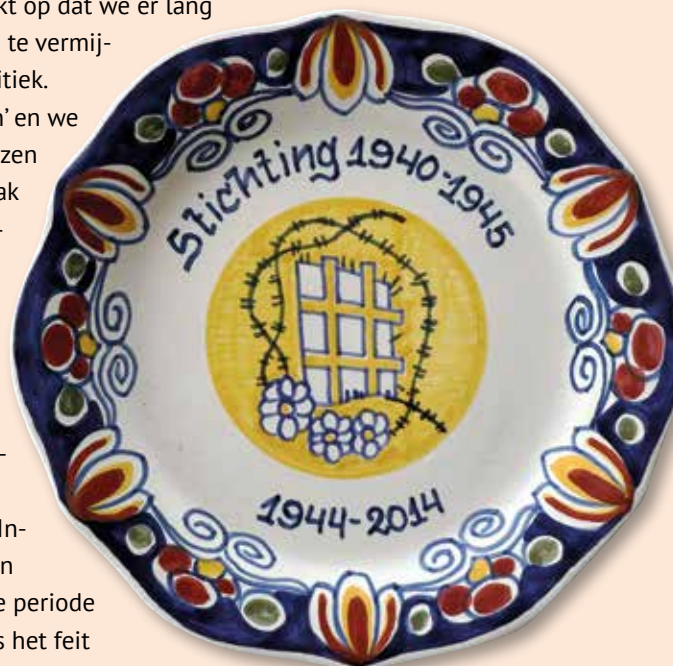 kt op dat we er lang
te vermij-
itiek.
n’ en we
zen
ak
-
-
In-
n
e periode
s het feit
Stichting 1940-1945
1944-2014